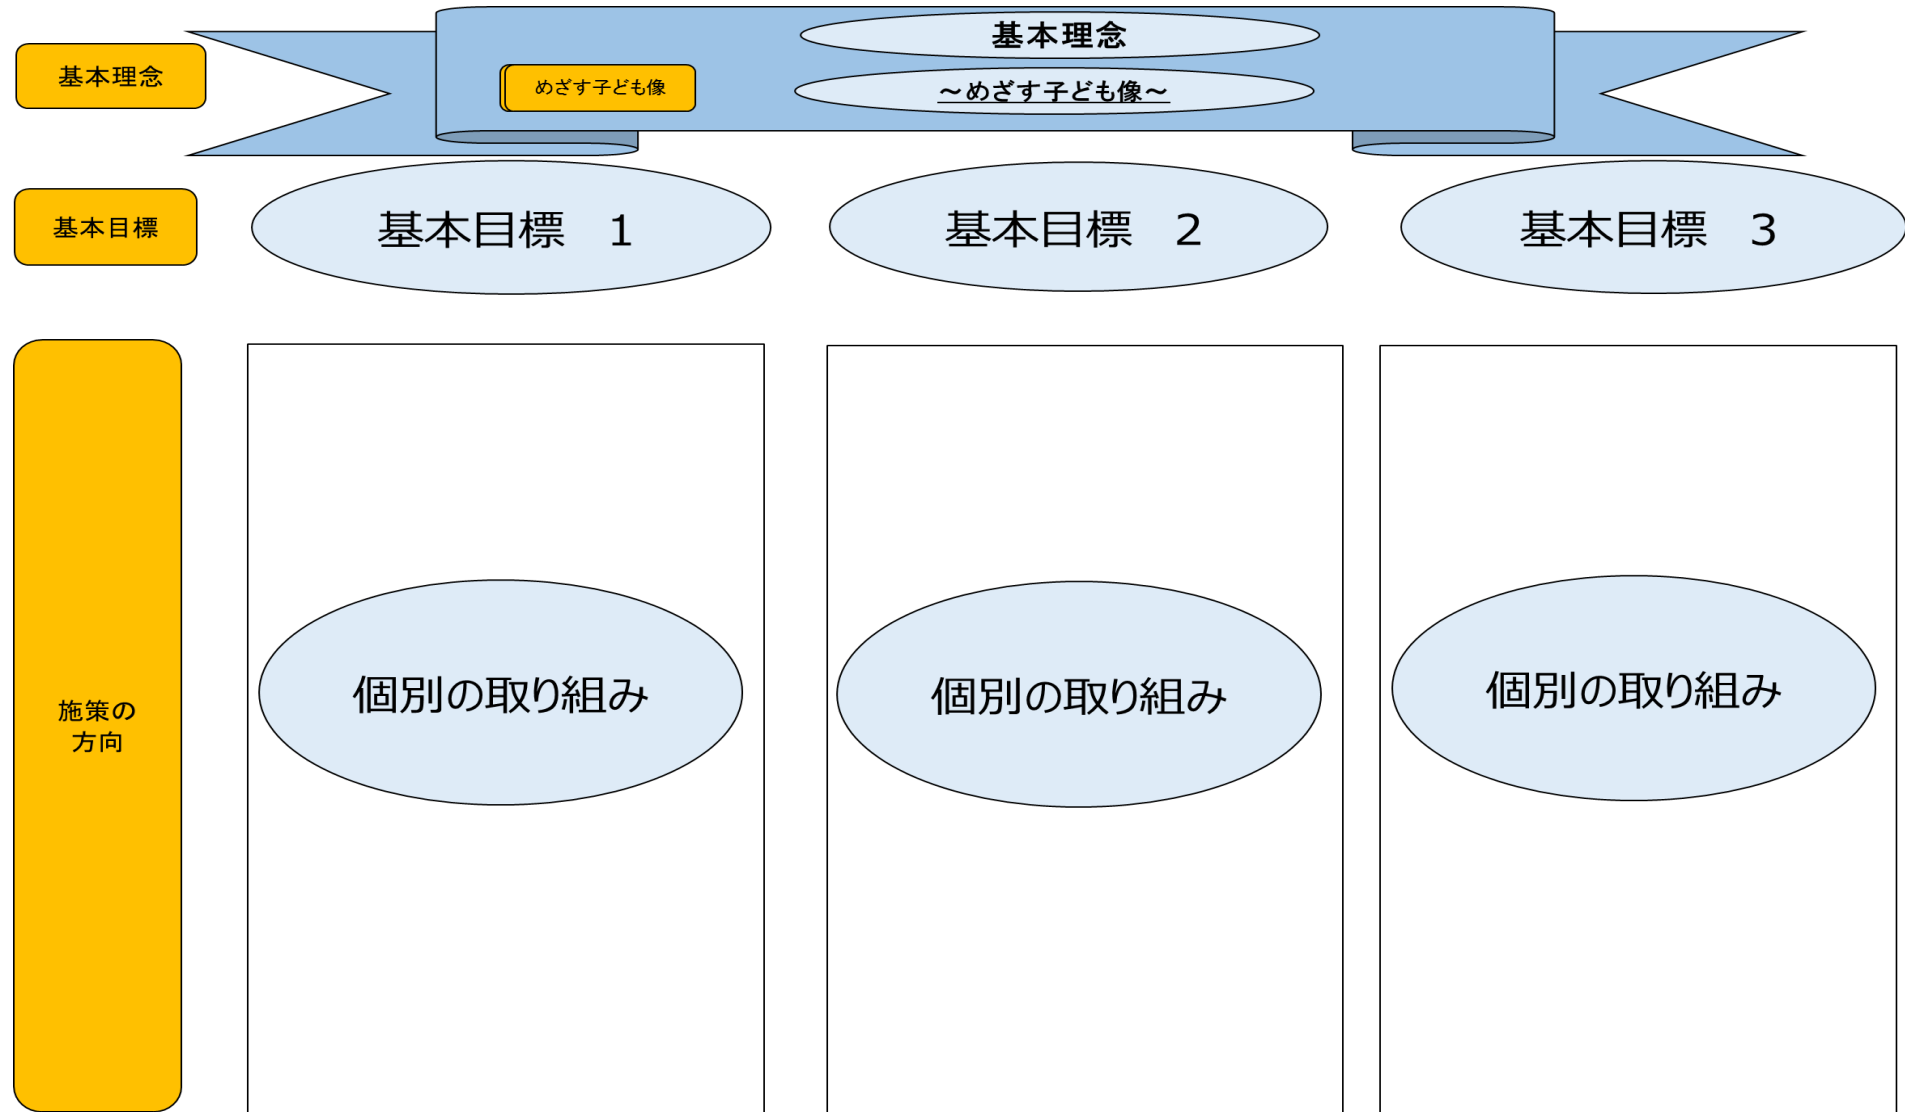 基本理念
基本理念
めざす子ども像
～めざす子ども像～
基本目標
基本目標　1
基本目標　2
基本目標　3
施策の
方向
個別の取り組み
個別の取り組み
個別の取り組み